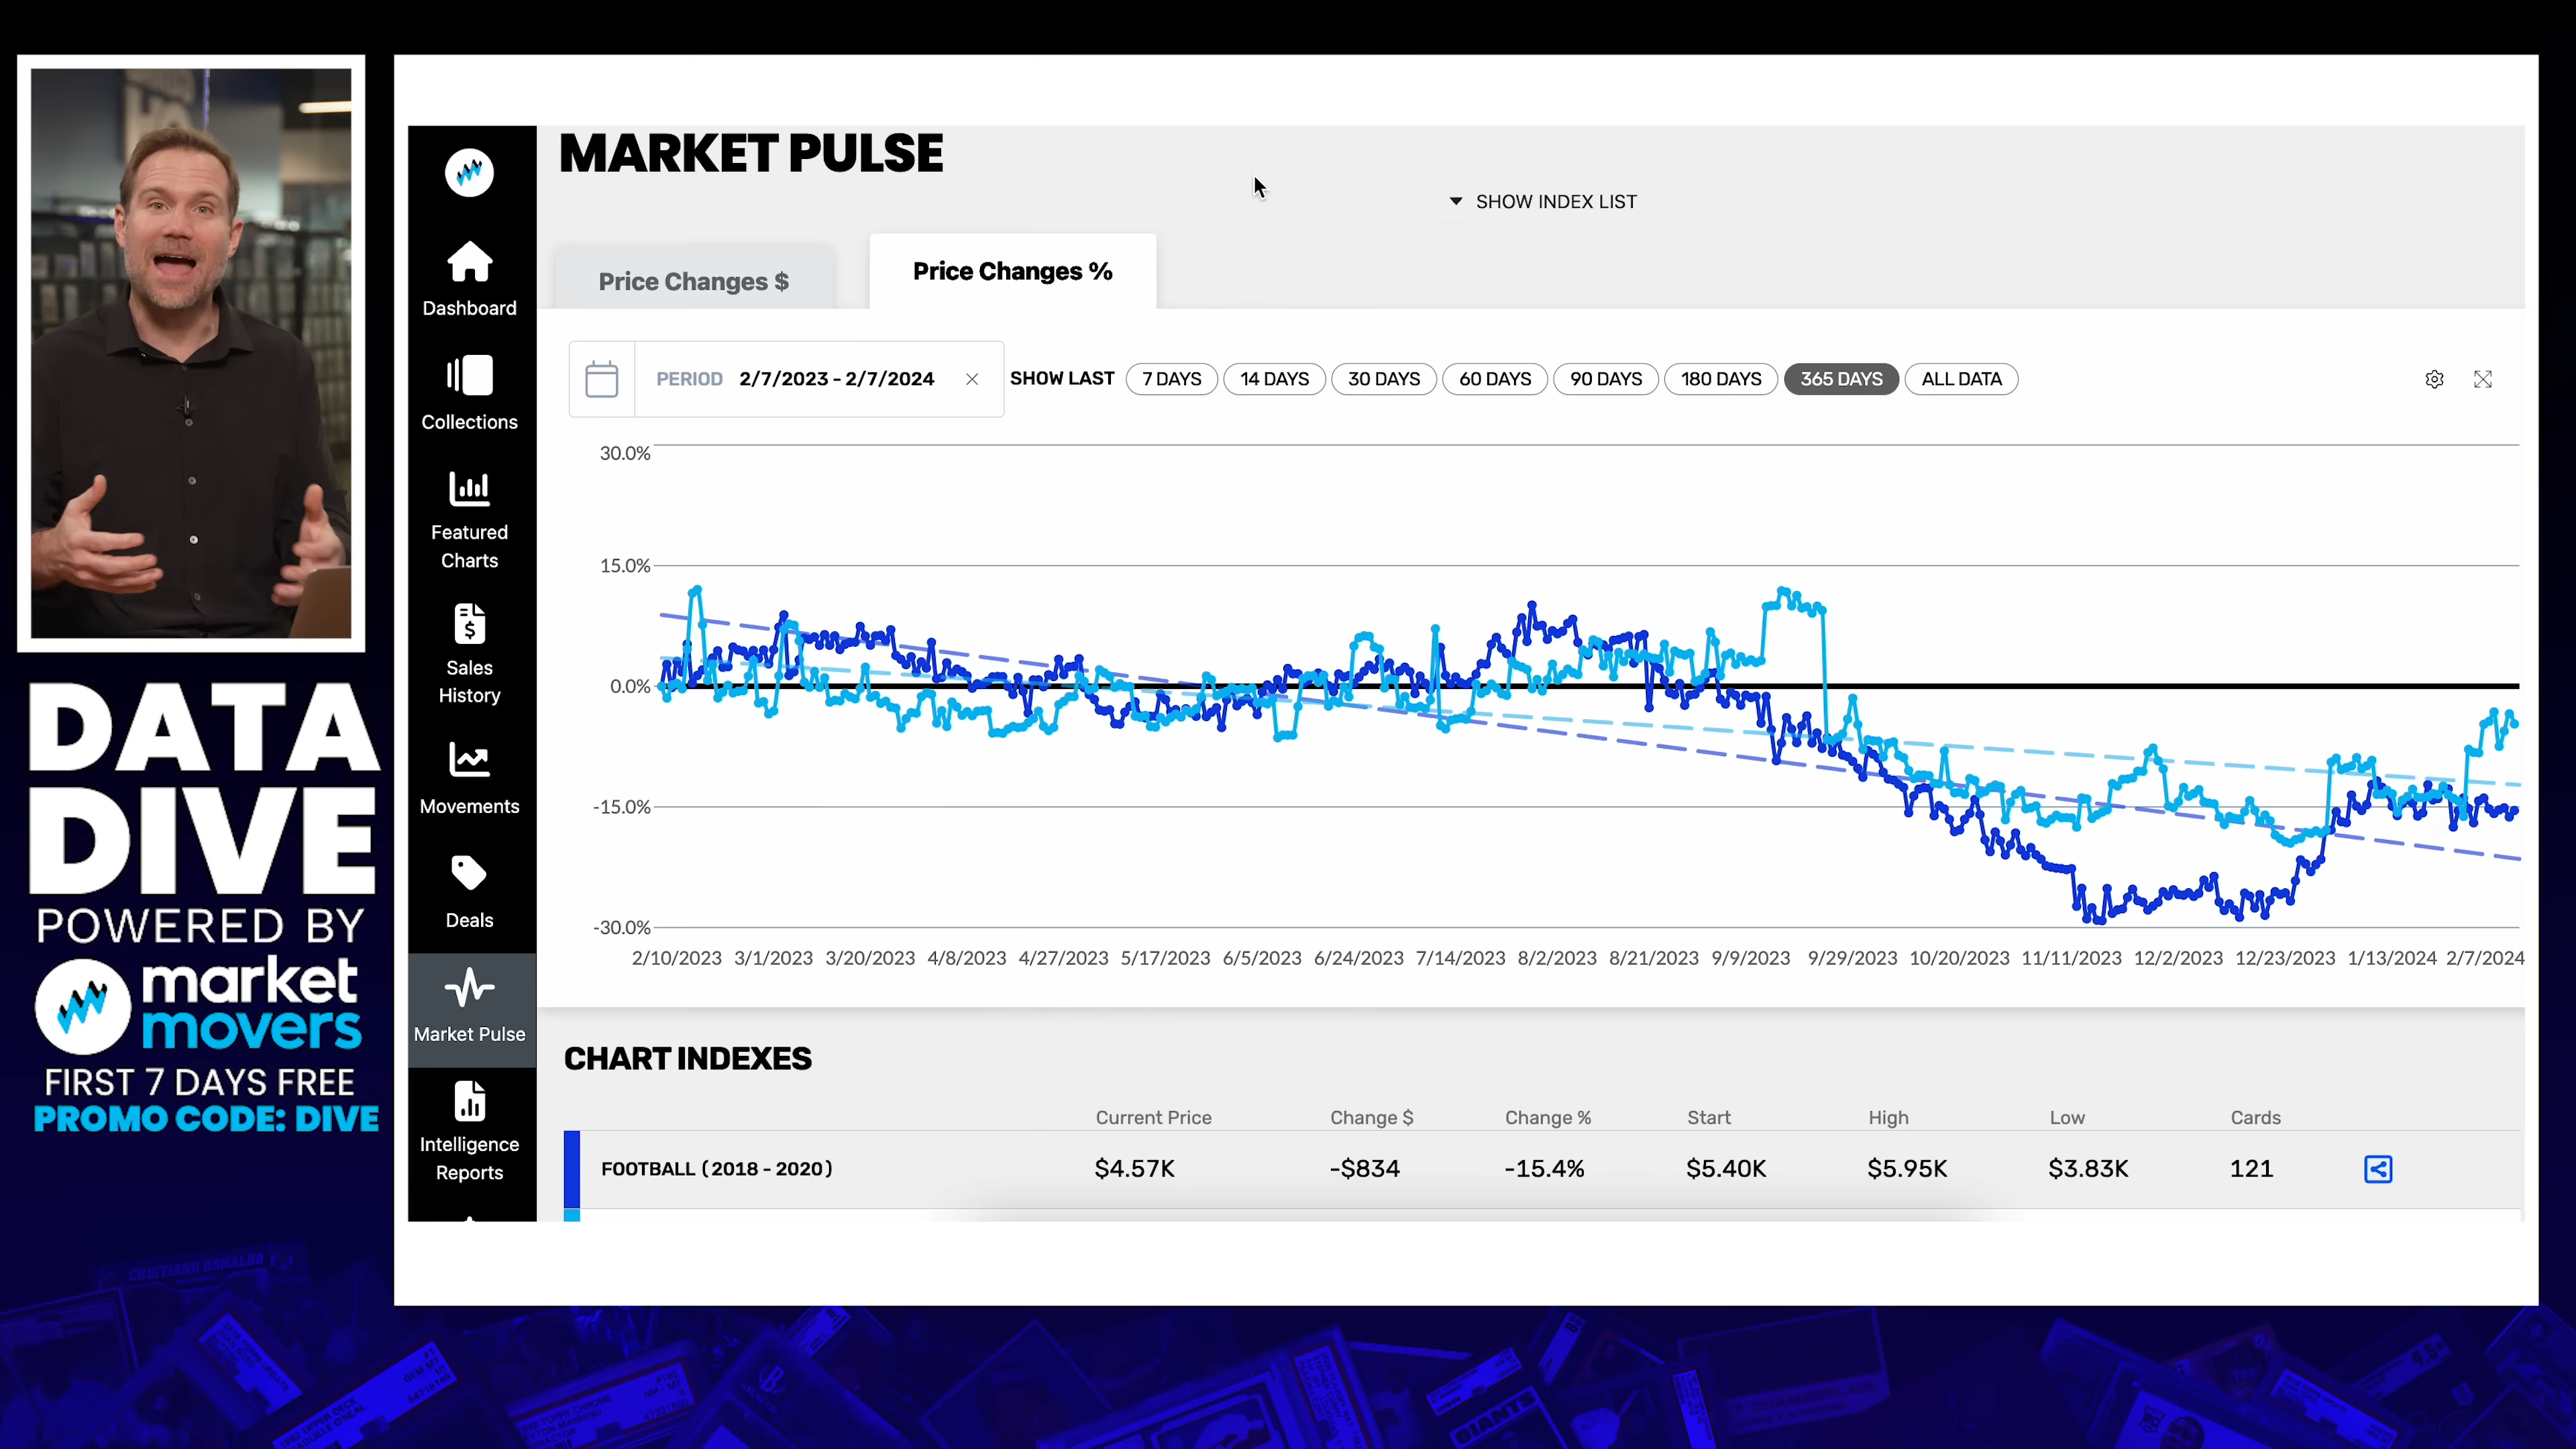 MARKET PULSE
SHOW INDEX LIST
Price Changes $
Price Changes %
PERIOD 2/7/2023 - 2/7/2024
SHOW LAST 7 DAYS 14 DAYS 30 DAYS 60 DAYS 90 DAYS 180 DAYS 365 DAYS ALL DATA
Dashboard
Collections
Featured
Charts
Sales
History
Movements
Deals
Market Pulse
Intelligence
Reports
30.0%
15.0%
0.0%
-15.0%
-30.0%
2/10/2023 3/1/2023 3/20/2023 4/8/2023 4/27/2023 5/17/2023 6/5/2023 6/24/2023 7/14/2023 8/2/2023 8/21/2023 9/9/2023 9/29/2023 10/20/2023 11/11/2023 12/2/2023 12/23/2023 1/13/2024 2/7/2024
CHART INDEXES
Current Price Change $ Change % Start High Low Cards
FOOTBALL (2018 - 2020) $4.57K -$834 -15.4% $5.40K $5.95K $3.83K 121
DATA
DIVE
POWERED BY
market
movers
FIRST 7 DAYS FREE
PROMO CODE: DIVE
CRISTIANO RONALDO
GIANTS